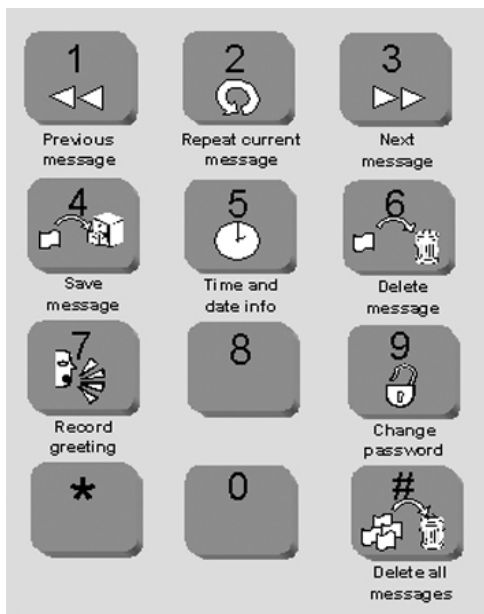 1 2 3
Previous Repeat current Next
message message message
4 5 6
Save Time and Delete
message date info message
7 8 9
Record Change
greeting password
* 0 #
Delete all
messages